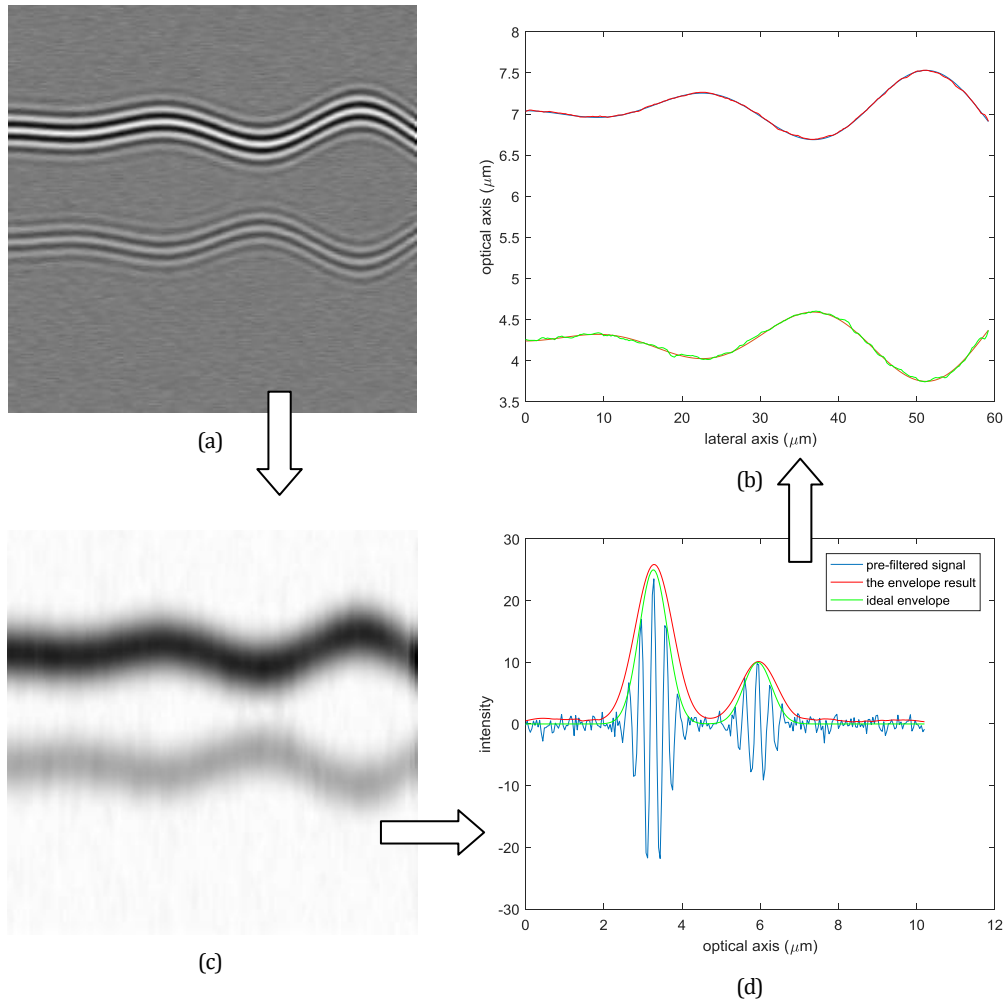 (a)
8
7.5
7
6.5
6
5.5
5
4.5
4
3.5
0
10
20
30
40
50
60
optical axis (μm)
lateral axis (μm)
(b)
(c)
30
20
10
0
-10
-20
-30
0
2
4
6
8
10
12
intensity
optical axis (μm)
pre-filtered signal
the envelope result
ideal envelope
(d)